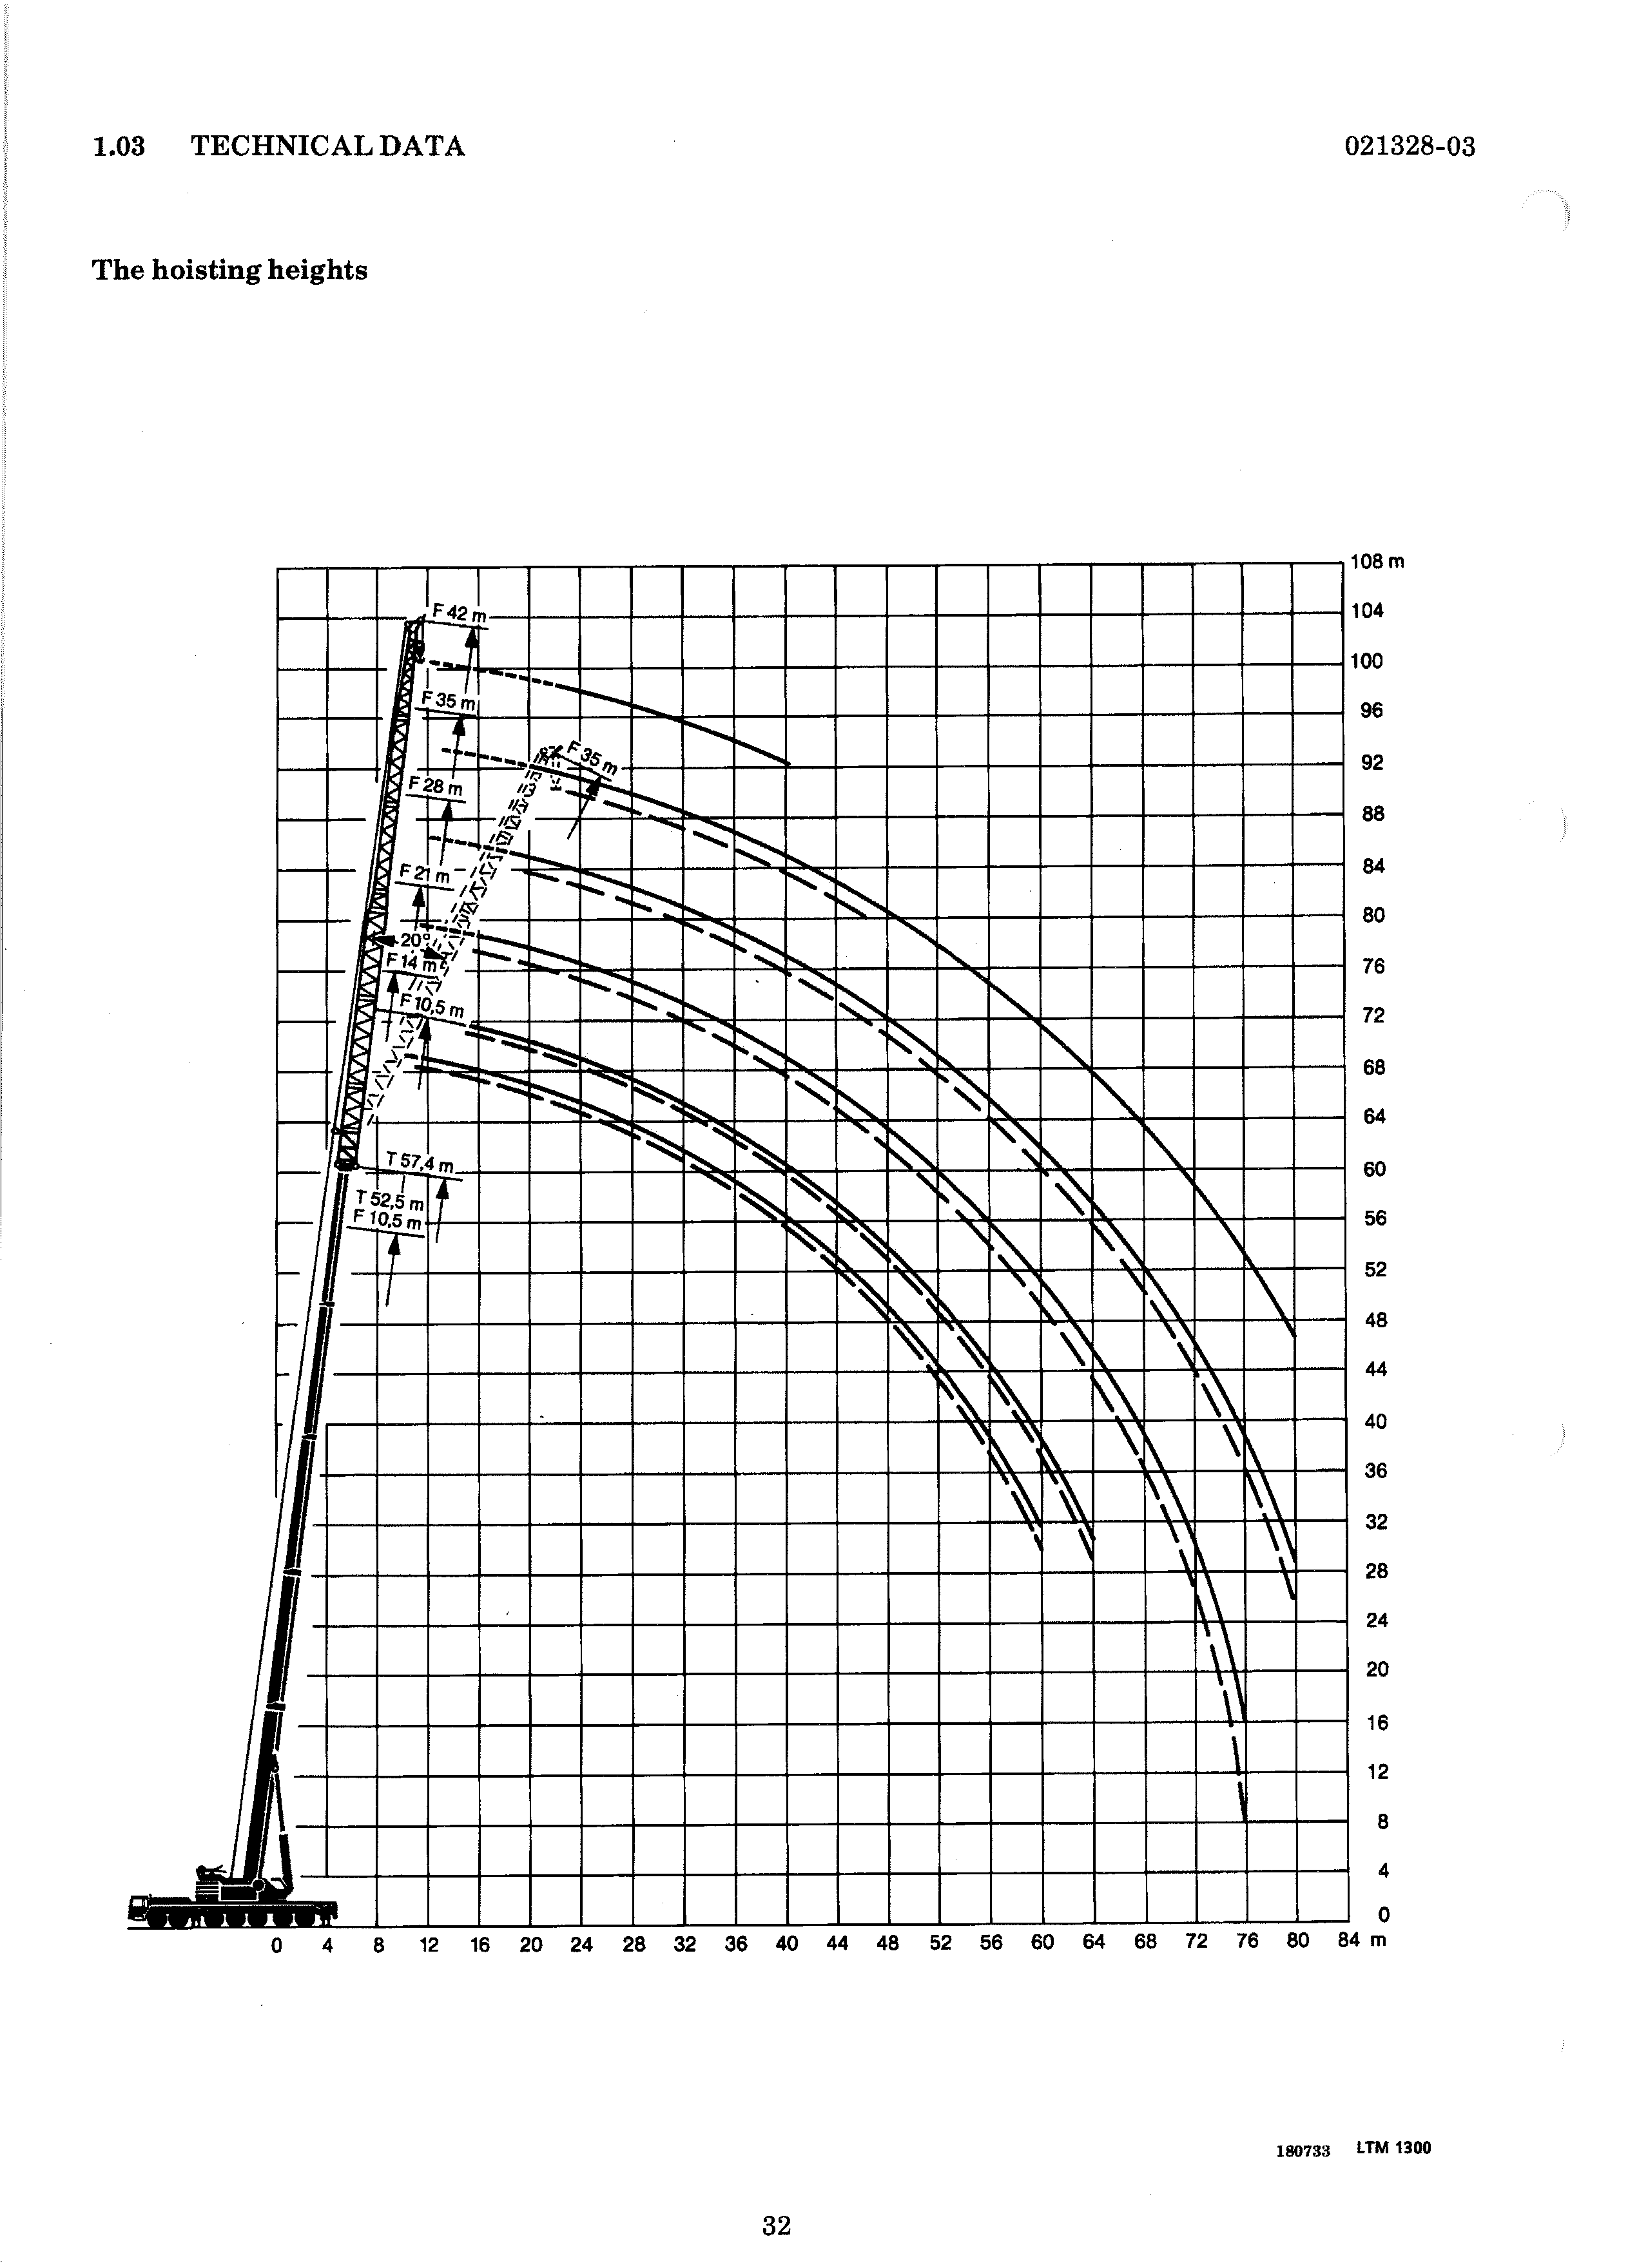 1.03 TECHNICAL DATA 021328-03
The hoisting heights
108 m
F 42 m
104
100
F 35 m
96
F 35 m
92
F 28 m
88
F 21 m
84
80
20°
F 14 m
76
F 10,5 m
72
68
64
T 57,4 m
60
T 52,5 m
F 10,5 m
56
52
48
44
40
36
32
28
24
20
16
12
8
4
0
0 4 8 12 16 20 24 28 32 36 40 44 48 52 56 60 64 68 72 76 80 84 m
180733 LTM 1300
32